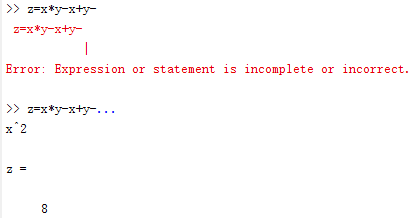 >> z=x*y-x+y-
z=x*y-x+y-
|
Error: Expression or statement is incomplete or incorrect.
>> z=x*y-x+y-...
x^2
z =
8